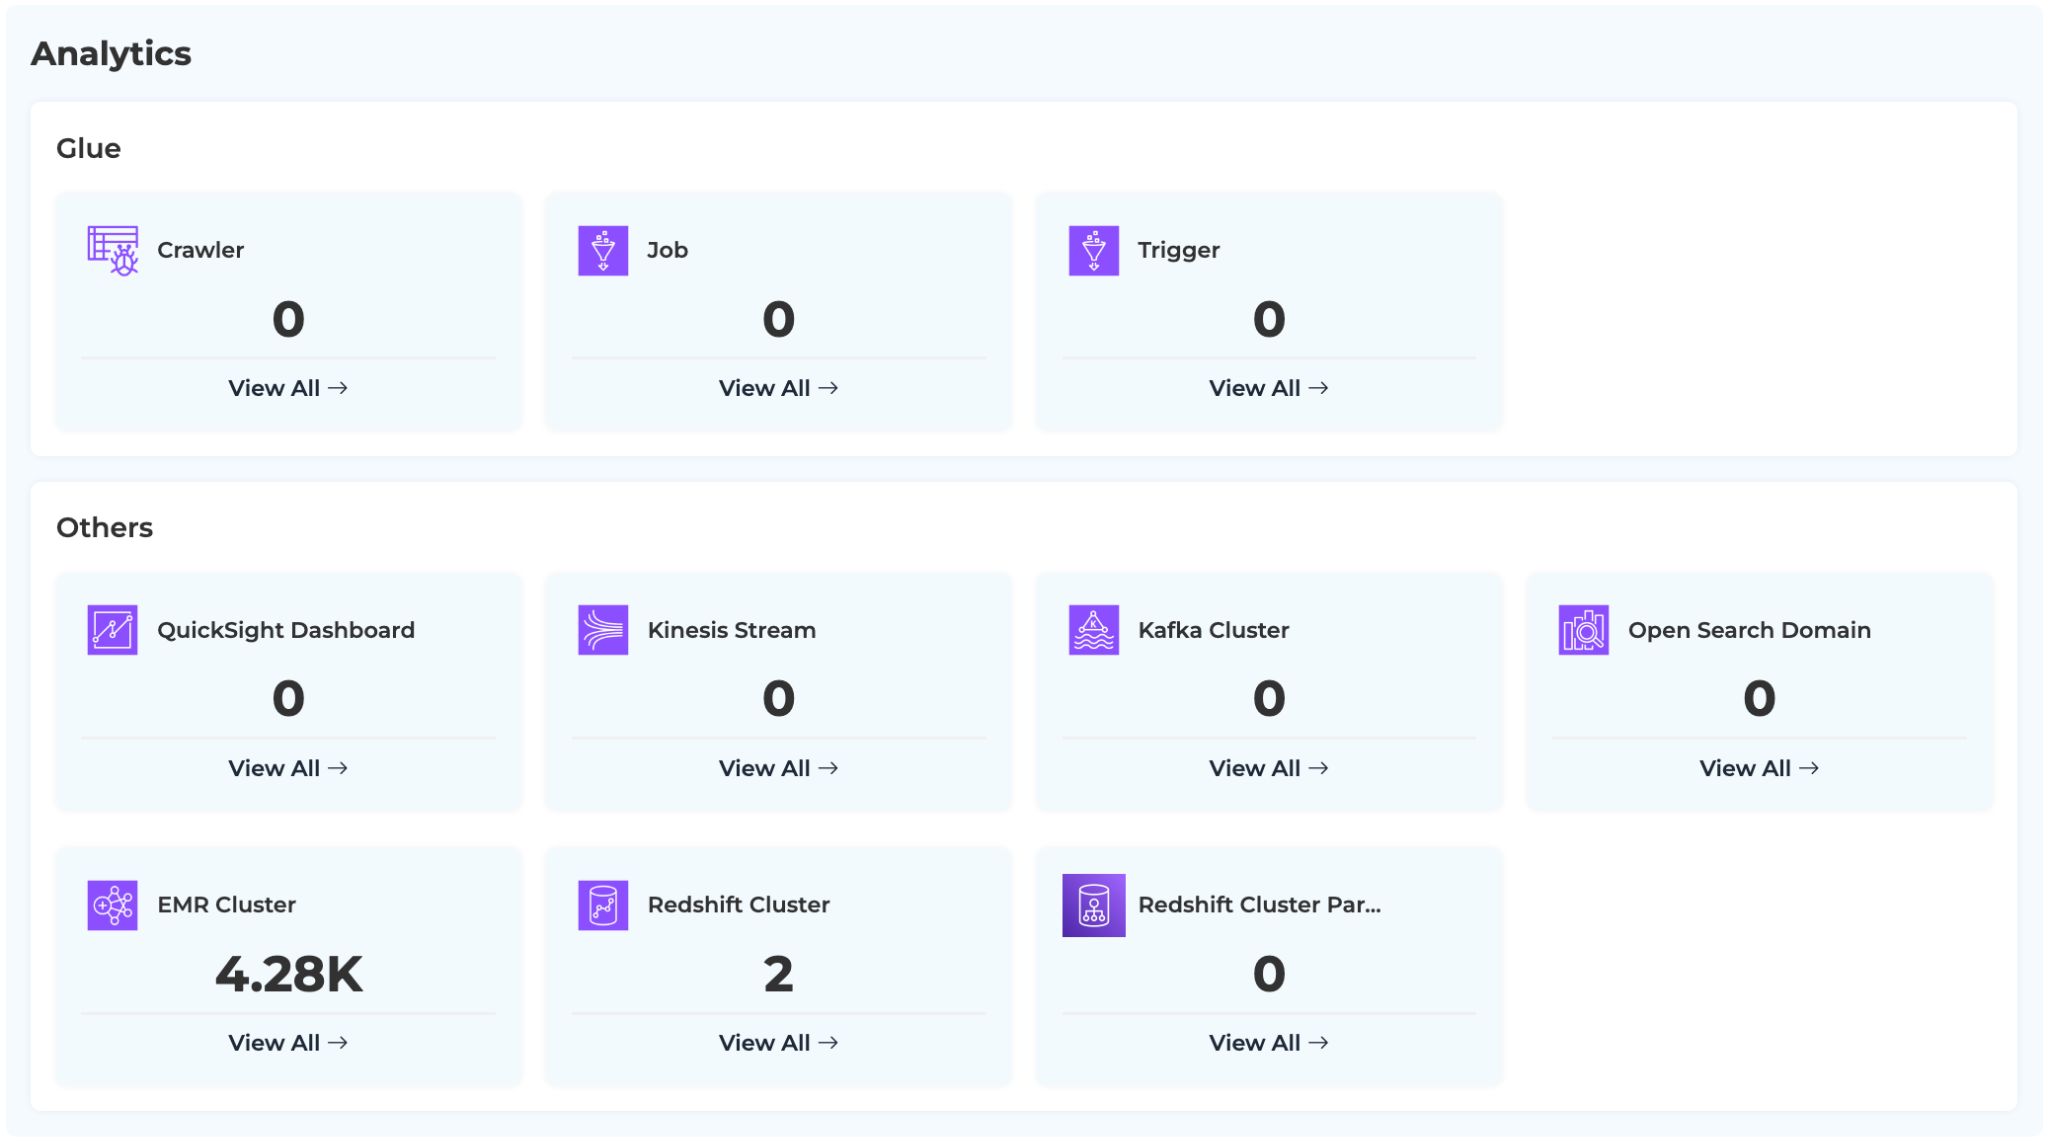 Analytics
Glue
Crawler
0
View All →
Job
0
View All →
Trigger
0
View All →
Others
QuickSight Dashboard
0
View All →
Kinesis Stream
0
View All →
Kafka Cluster
0
View All →
Open Search Domain
0
View All →
EMR Cluster
4.28K
View All →
Redshift Cluster
2
View All →
Redshift Cluster Par...
0
View All →